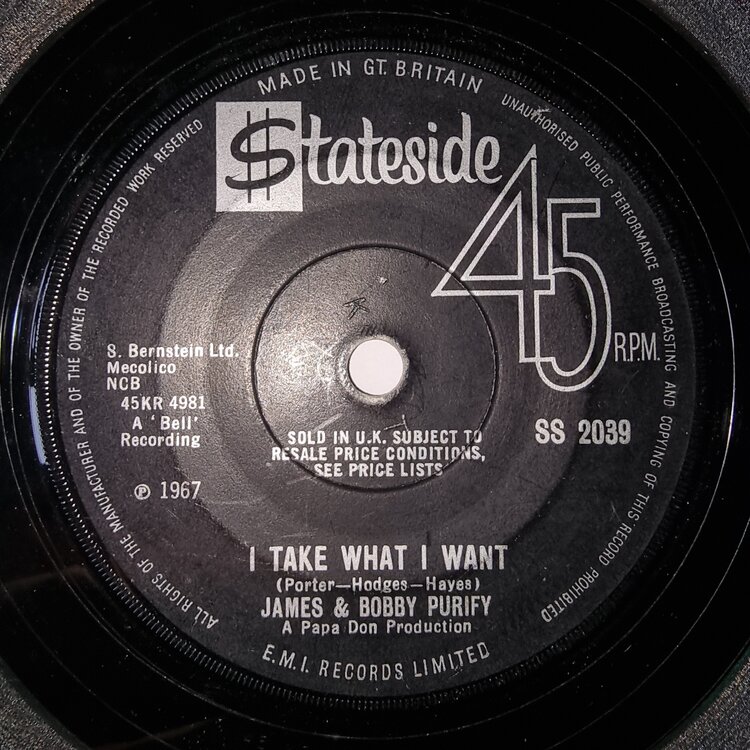 MADE IN GT. BRITAIN
UNAUTHORISED PUBLIC PERFORMANCE BROADCASTING AND COPYING OF THIS RECORD PROHIBITED
ALL RIGHTS OF THE MANUFACTURER AND OF THE OWNER OF THE RECORDED WORK RESERVED
$tateside
45
R.P.M.
S. Bernstein Ltd.
Mecolico
NCB
45KR 4981
A 'Bell'
Recording
SS 2039
SOLD IN U.K. SUBJECT TO
RESALE PRICE CONDITIONS,
SEE PRICE LISTS
℗ 1967
I TAKE WHAT I WANT
(Porter—Hodges—Hayes)
JAMES & BOBBY PURIFY
A Papa Don Production
E.M.I. RECORDS LIMITED